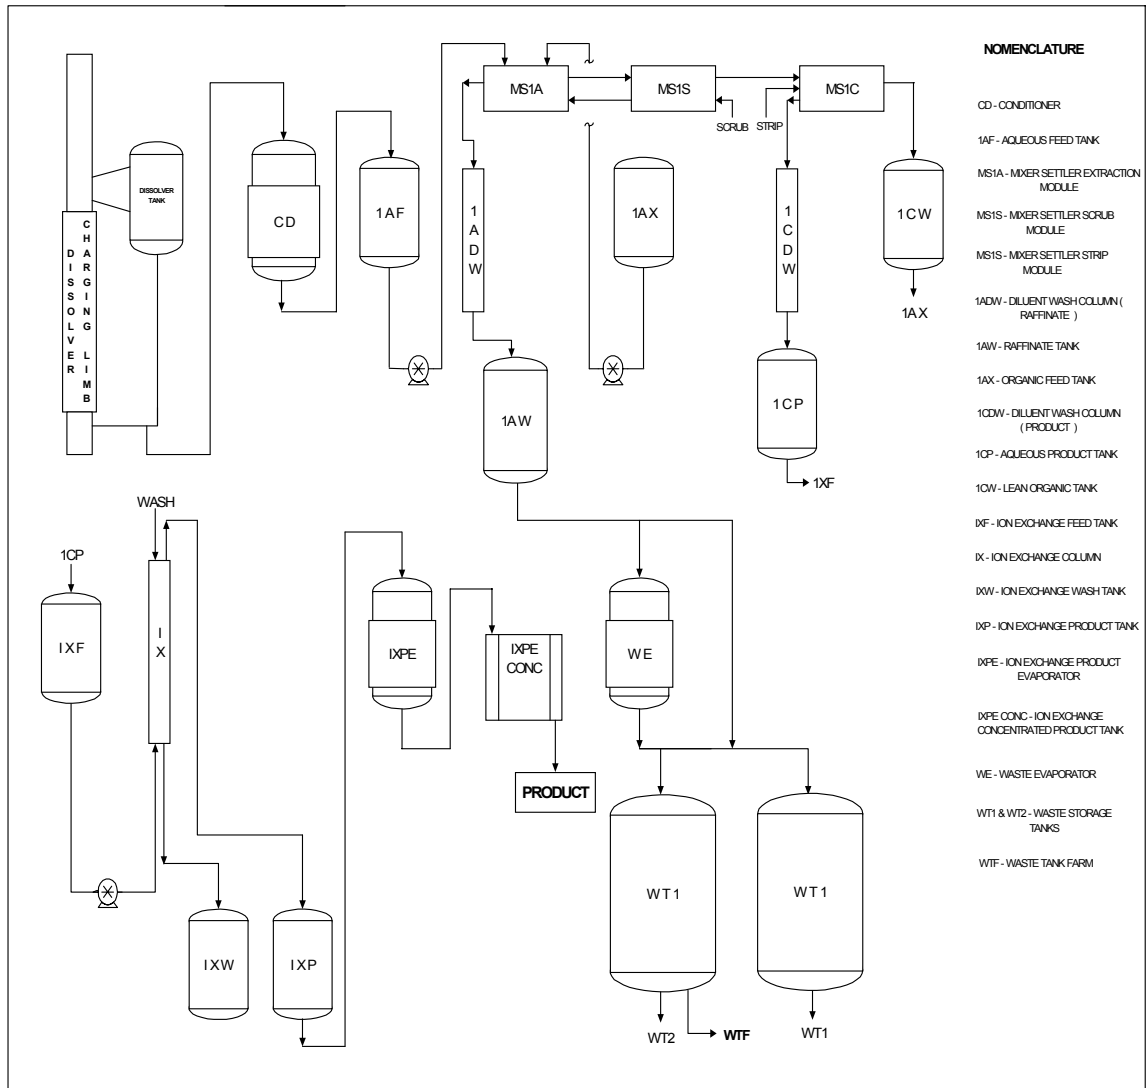 NOMENCLATURE
MS1A
MS1S
MS1C
SCRUB
STRIP
CD - CONDITIONER
1AF - AQUEOUS FEED TANK
MS1A - MIXER SETTLER EXTRACTION
MODULE
MS1S - MIXER SETTLER SCRUB
MODULE
MS1S - MIXER SETTLER STRIP
MODULE
1ADW - DILUENT WASH COLUMN (
RAFFINATE )
1AW - RAFFINATE TANK
1AX - ORGANIC FEED TANK
1CDW - DILUENT WASH COLUMN
( PRODUCT )
1CP - AQUEOUS PRODUCT TANK
1CW - LEAN ORGANIC TANK
IXF - ION EXCHANGE FEED TANK
IX - ION EXCHANGE COLUMN
IXW - ION EXCHANGE WASH TANK
IXP - ION EXCHANGE PRODUCT TANK
IXPE - ION EXCHANGE PRODUCT
EVAPORATOR
IXPE CONC - ION EXCHANGE
CONCENTRATED PRODUCT TANK
WE - WASTE EVAPORATOR
WT1 & WT2 - WASTE STORAGE
TANKS
WTF - WASTE TANK FARM
DISSOLVER
CHARGING LIMB
DISSOLVER
TANK
CD
1AF
1ADW
1AX
1CDW
1CW
1AX
1AW
1CP
1XF
WASH
1CP
IXF
IX
IXPE
IXPE
CONC
WE
PRODUCT
WT1
WT1
IXW
IXP
WT2
WTF
WT1